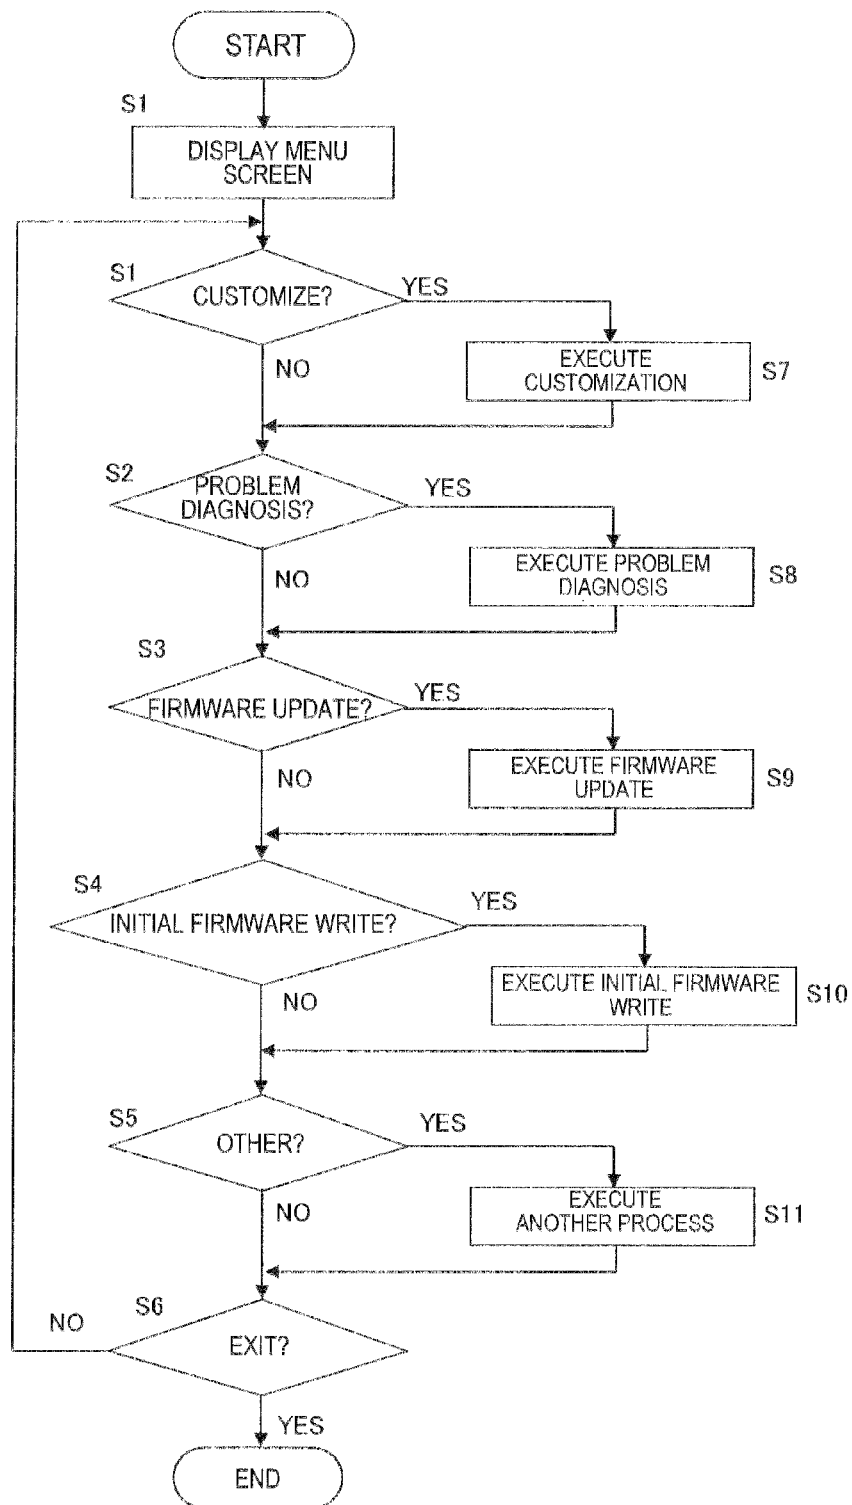 START
S1
DISPLAY MENU
SCREEN
S1
CUSTOMIZE?
YES
NO
EXECUTE
CUSTOMIZATION
S7
S2
PROBLEM
DIAGNOSIS?
YES
NO
EXECUTE PROBLEM
DIAGNOSIS
S8
S3
FIRMWARE UPDATE?
YES
NO
EXECUTE FIRMWARE
UPDATE
S9
S4
INITIAL FIRMWARE WRITE?
YES
NO
EXECUTE INITIAL FIRMWARE
WRITE
S10
S5
OTHER?
YES
NO
EXECUTE
ANOTHER PROCESS
S11
S6
NO
EXIT?
YES
END